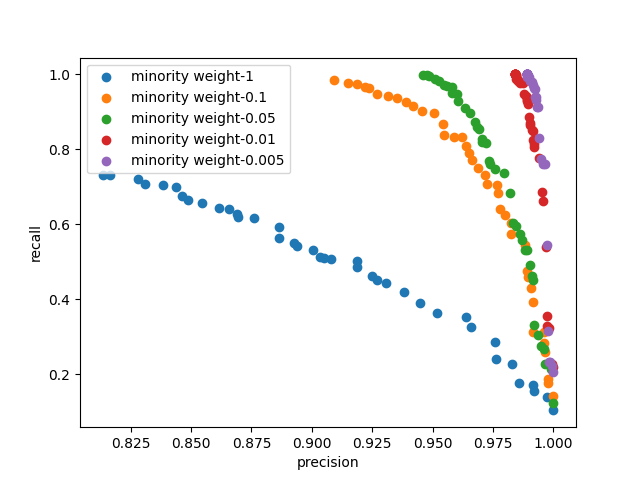 minority weight-1
minority weight-0.1
minority weight-0.05
minority weight-0.01
minority weight-0.005
1.0
0.8
0.6
0.4
0.2
recall
0.825 0.850 0.875 0.900 0.925 0.950 0.975 1.000
precision